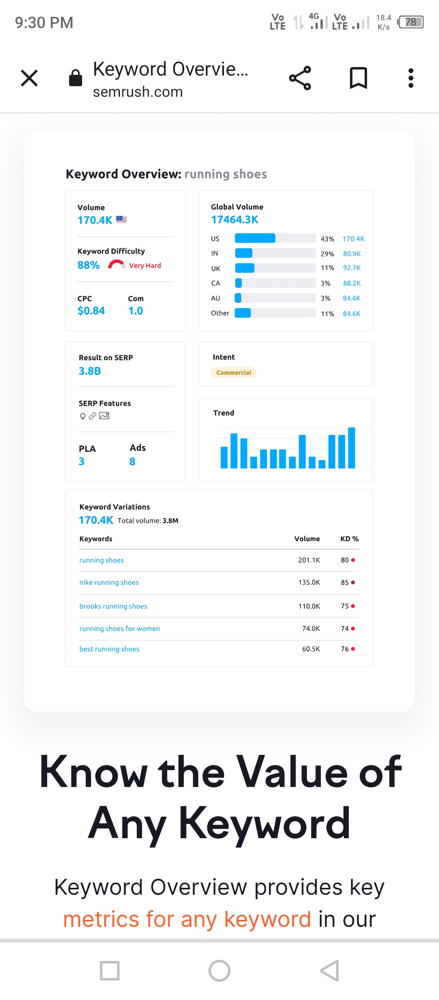 9:30 PM
Vo LTE 4G Vo LTE 18.4 K/s 78
Keyword Overvie...
semrush.com
Keyword Overview: running shoes
Volume
170.4K
Keyword Difficulty
88% Very Hard
CPC Com
$0.84 1.0
Global Volume
17464.3K
US 43% 170.4K
IN 29% 80.9K
UK 11% 92.7K
CA 3% 88.2K
AU 3% 84.6K
Other 11% 84.6K
Result on SERP
3.8B
SERP Features
PLA Ads
3 8
Intent
Commercial
Trend
Keyword Variations
170.4K Total volume: 3.8M
Keywords Volume KD %
running shoes 201.1K 80
nike running shoes 135.0K 85
brooks running shoes 110.0K 75
running shoes for women 74.0K 74
best running shoes 60.5K 76
Know the Value of
Any Keyword
Keyword Overview provides key
metrics for any keyword in our